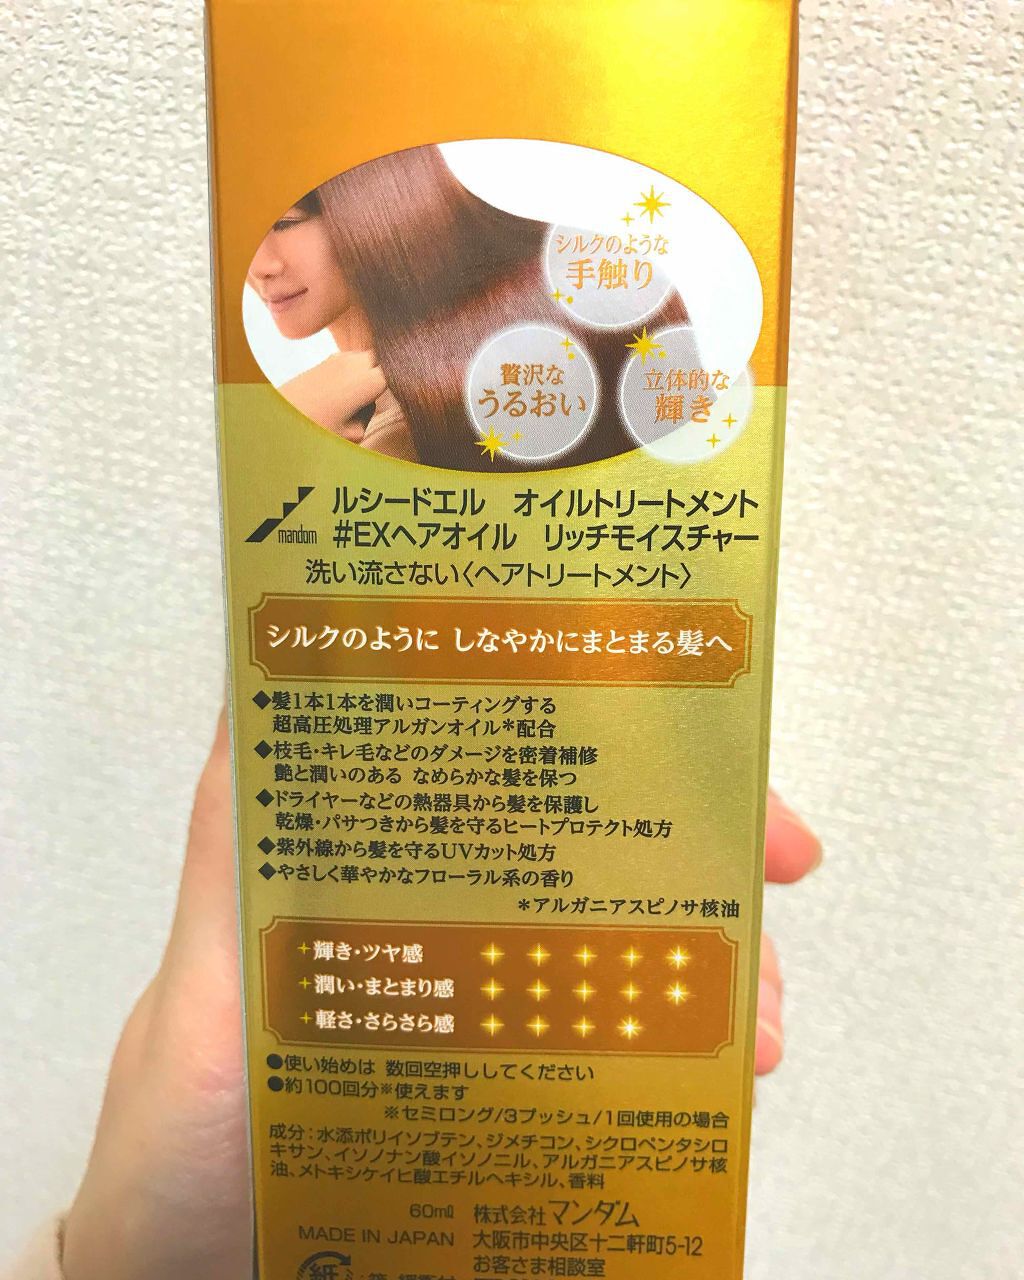 シルクのような
手触り
贅沢な
うるおい
立体的な
輝き
mandom
ルシードエル オイルトリートメント
#EXヘアオイル リッチモイスチャー
洗い流さない〈ヘアトリートメント〉
シルクのように しなやかにまとまる髪へ
◆髪1本1本を潤いコーティングする
超高圧処理アルガンオイル*配合
◆枝毛・キレ毛などのダメージを密着補修
艶と潤いのある なめらかな髪を保つ
◆ドライヤーなどの熱器具から髪を保護し
乾燥・パサつきから髪を守るヒートプロテクト処方
◆紫外線から髪を守るUVカット処方
◆やさしく華やかなフローラル系の香り
*アルガニアスピノサ核油
輝き・ツヤ感
潤い・まとまり感
軽さ・さらさら感
●使い始めは 数回空押ししてください
●約100回分※使えます
※セミロング/3プッシュ/1回使用の場合
成分:水添ポリイソブテン、ジメチコン、シクロペンタシロ
キサン、イソノナン酸イソノニル、アルガニアスピノサ核
油、メトキシケイヒ酸エチルヘキシル、香料
60mℓ 株式会社マンダム
MADE IN JAPAN 大阪市中央区十二軒町5-12
お客さま相談室
紙